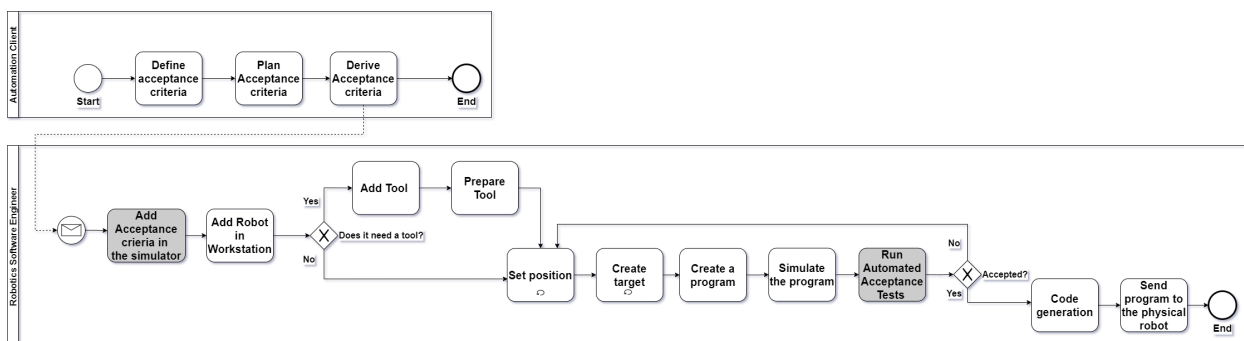 Automation Client
Define
acceptance
criteria
Plan
Acceptance
criteria
Derive
Acceptance
criteria
Start
End
Robotics Software Engineer
Add
Acceptance
crieria in
the simulator
Add Robot
in
Workstation
Yes
Does it need a tool?
No
Add Tool
Prepare
Tool
Set position
Create
target
Create a
program
Simulate
the program
Run
Automated
Acceptance
Tests
No
Accepted?
Yes
Code
generation
Send
program to
the physical
robot
End